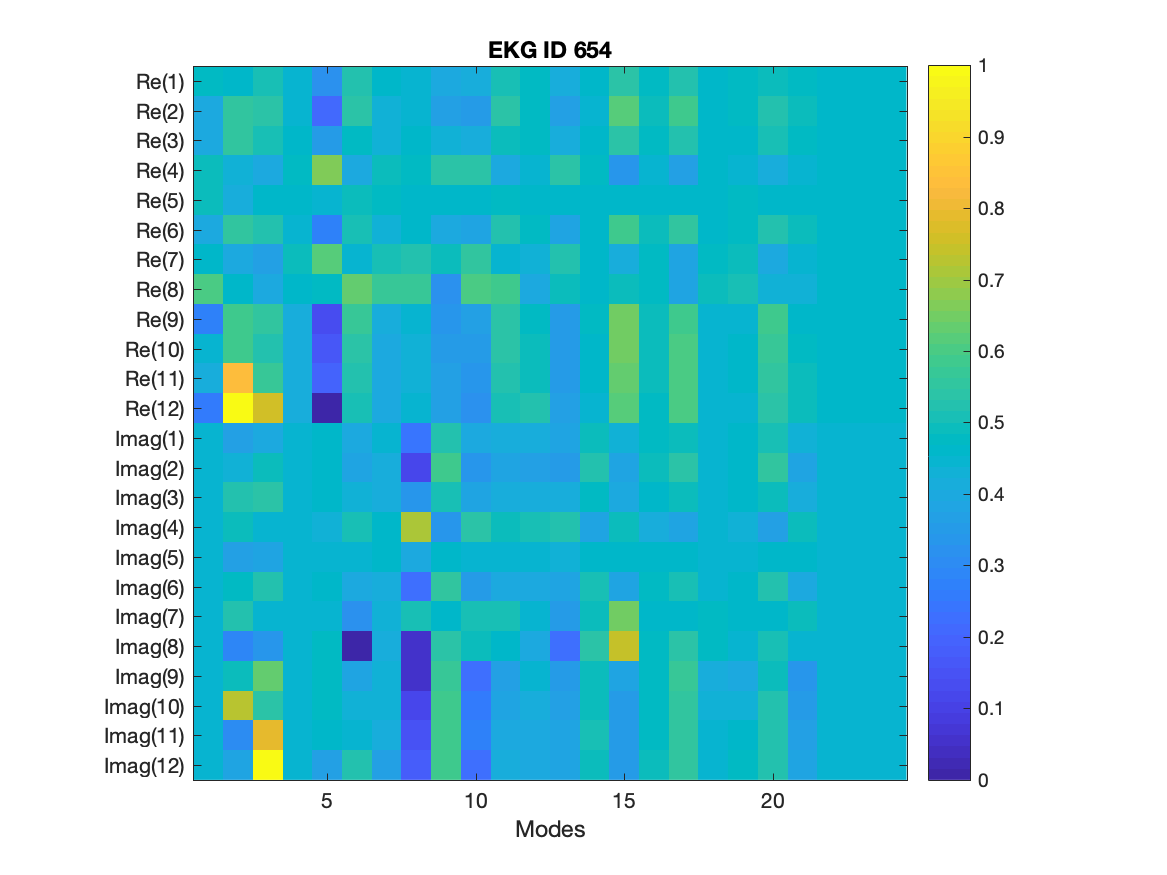 EKG ID 654
Re(1)
Re(2)
Re(3)
Re(4)
Re(5)
Re(6)
Re(7)
Re(8)
Re(9)
Re(10)
Re(11)
Re(12)
Imag(1)
Imag(2)
Imag(3)
Imag(4)
Imag(5)
Imag(6)
Imag(7)
Imag(8)
Imag(9)
Imag(10)
Imag(11)
Imag(12)
5 10 15 20
Modes
1
0.9
0.8
0.7
0.6
0.5
0.4
0.3
0.2
0.1
0